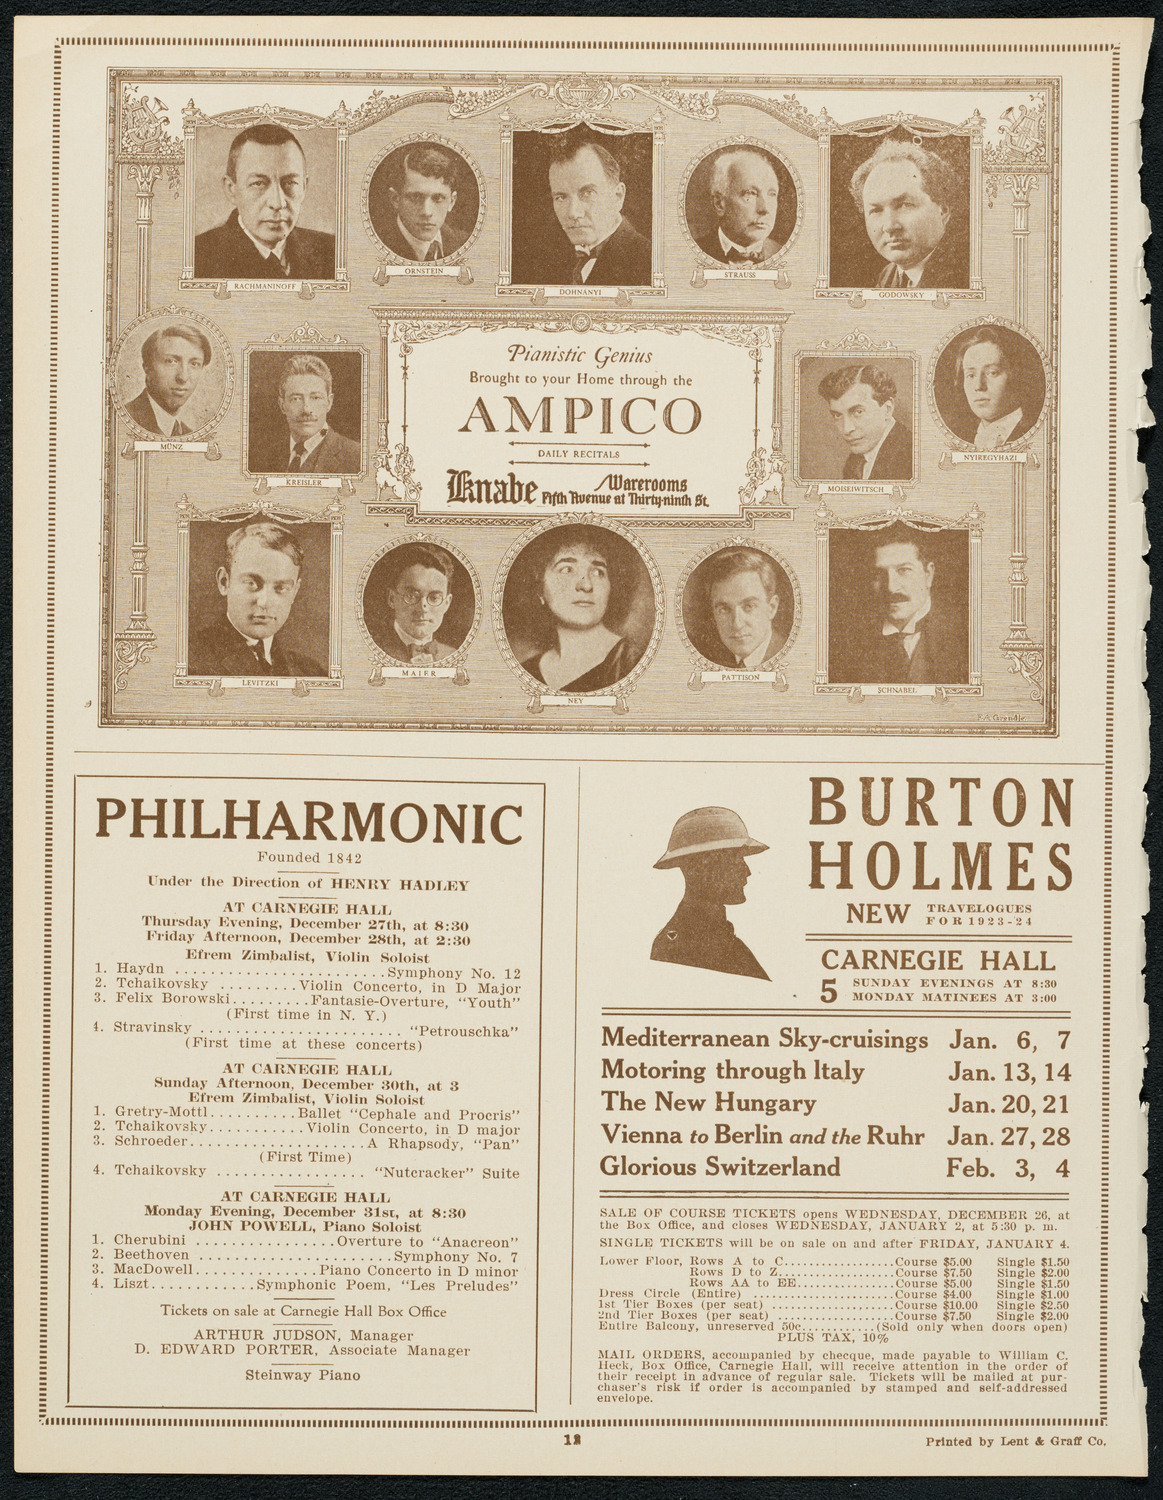 RACHMANINOFF
ORNSTEIN
DOHNÁNYI
STRAUSS
GODOWSKY
MÜNZ
KREISLER
Pianistic Genius
Brought to your Home through the
AMPICO
DAILY RECITALS
Knabe Warerooms
Fifth Avenue at Thirty-ninth St.
MOISEIWITSCH
NYIREGYHAZI
LEVITZKI
MAIER
NEY
PATTISON
SCHNABEL
PHILHARMONIC
Founded 1842
Under the Direction of HENRY HADLEY
AT CARNEGIE HALL
Thursday Evening, December 27th, at 8:30
Friday Afternoon, December 28th, at 2:30
Efrem Zimbalist, Violin Soloist
1. Haydn ........................Symphony No. 12
2. Tchaikovsky .........Violin Concerto, in D Major
3. Felix Borowski.........Fantasie-Overture, "Youth"
(First time in N. Y.)
4. Stravinsky ....................... "Petrouschka"
(First time at these concerts)
AT CARNEGIE HALL
Sunday Afternoon, December 30th, at 3
Efrem Zimbalist, Violin Soloist
1. Gretry-Mottl..........Ballet "Cephale and Procris"
2. Tchaikovsky...........Violin Concerto, in D major
3. Schroeder....................A Rhapsody, "Pan"
(First Time)
4. Tchaikovsky ................. "Nutcracker" Suite
AT CARNEGIE HALL
Monday Evening, December 31st, at 8:30
JOHN POWELL, Piano Soloist
1. Cherubini ................Overture to "Anacreon"
2. Beethoven ......................Symphony No. 7
3. MacDowell..............Piano Concerto in D minor
4. Liszt............Symphonic Poem, "Les Preludes"
Tickets on sale at Carnegie Hall Box Office
ARTHUR JUDSON, Manager
D. EDWARD PORTER, Associate Manager
Steinway Piano
BURTON
HOLMES
NEW TRAVELOGUES
FOR 1923-24
CARNEGIE HALL
5 SUNDAY EVENINGS AT 8:30
MONDAY MATINEES AT 3:00
Mediterranean Sky-cruisings Jan. 6, 7
Motoring through Italy Jan. 13, 14
The New Hungary Jan. 20, 21
Vienna to Berlin and the Ruhr Jan. 27, 28
Glorious Switzerland Feb. 3, 4
SALE OF COURSE TICKETS opens WEDNESDAY, DECEMBER 26, at
the Box Office, and closes WEDNESDAY, JANUARY 2, at 5:30 p. m.
SINGLE TICKETS will be on sale on and after FRIDAY, JANUARY 4.
Lower Floor, Rows A to C.................Course $5.00 Single $1.50
Rows D to Z.................Course $7.50 Single $2.00
Rows AA to EE..............Course $5.00 Single $1.50
Dress Circle (Entire) .....................Course $4.00 Single $1.00
1st Tier Boxes (per seat) ..................Course $10.00 Single $2.50
2nd Tier Boxes (per seat) ..................Course $7.50 Single $2.00
Entire Balcony, unreserved 50c............(Sold only when doors open)
PLUS TAX, 10%
MAIL ORDERS, accompanied by checque, made payable to William C.
Heck, Box Office, Carnegie Hall, will receive attention in the order of
their receipt in advance of regular sale. Tickets will be mailed at pur-
chaser's risk if order is accompanied by stamped and self-addressed
envelope.
Printed by Lent & Graff Co.